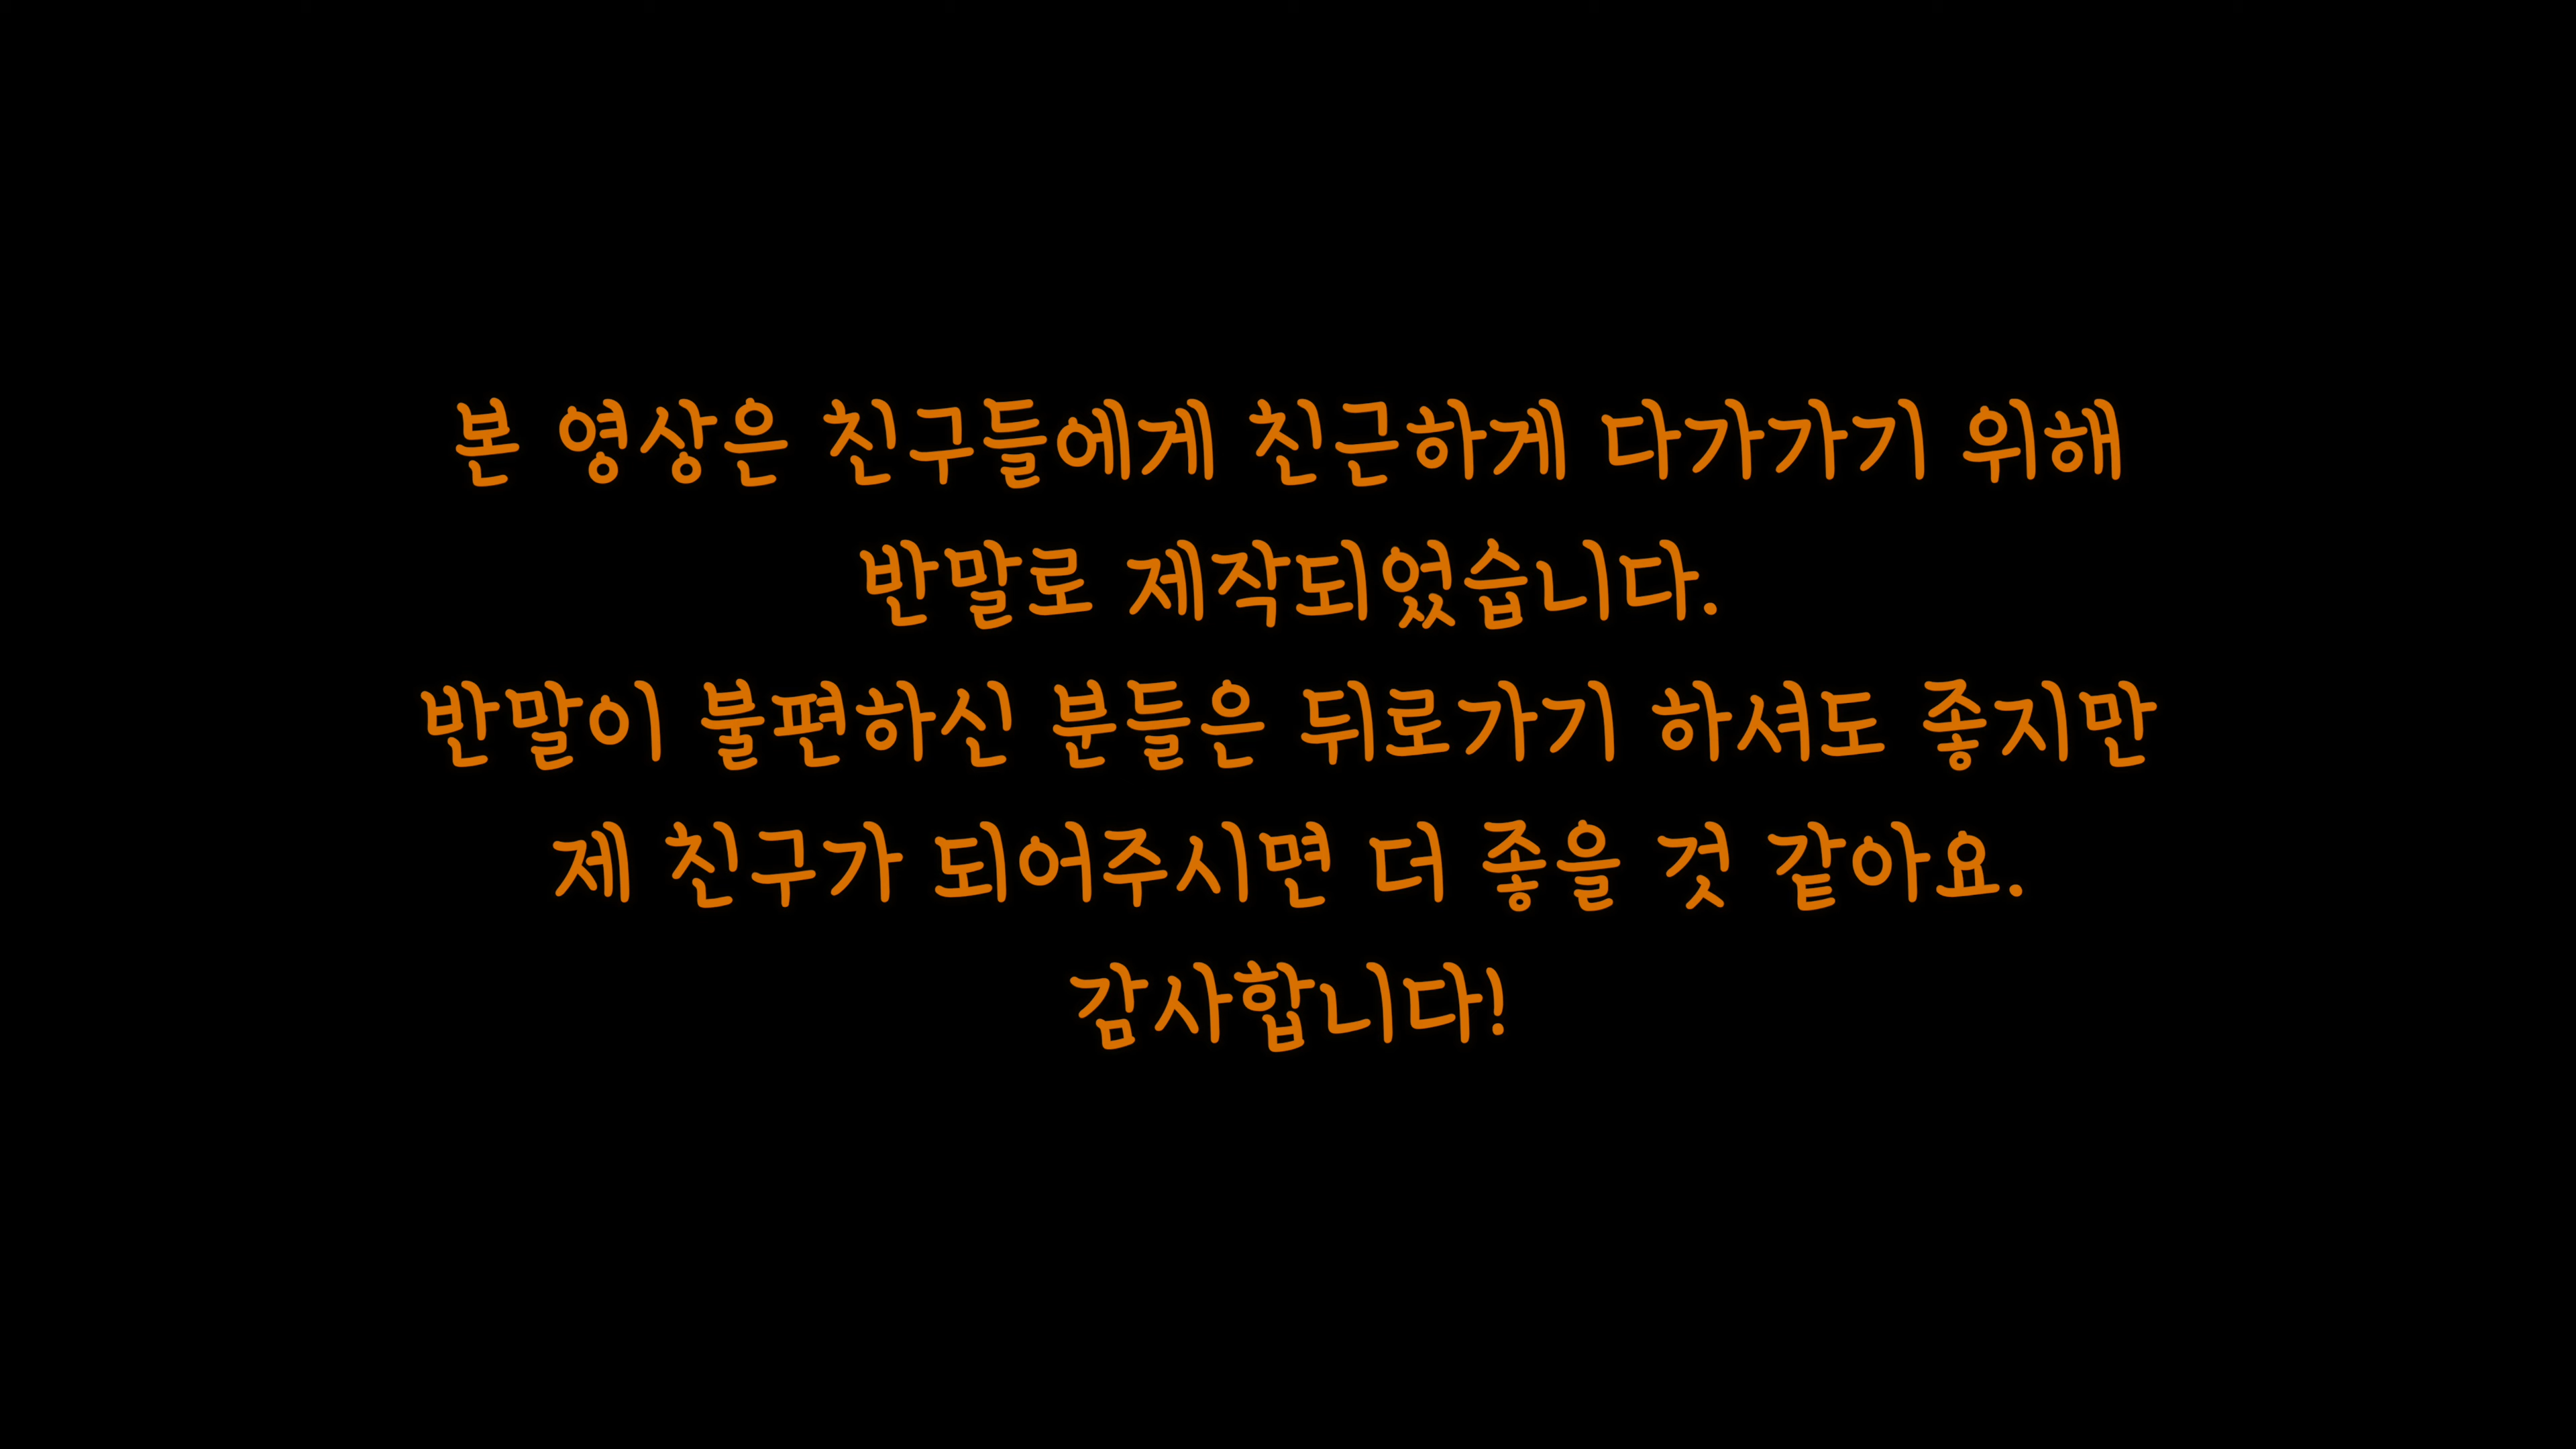 본 영상은 친구들에게 친근하게 다가가기 위해
반말로 제작되었습니다.
반말이 불편하신 분들은 뒤로가기 하셔도 좋지만
제 친구가 되어주시면 더 좋을 것 같아요.
감사합니다!